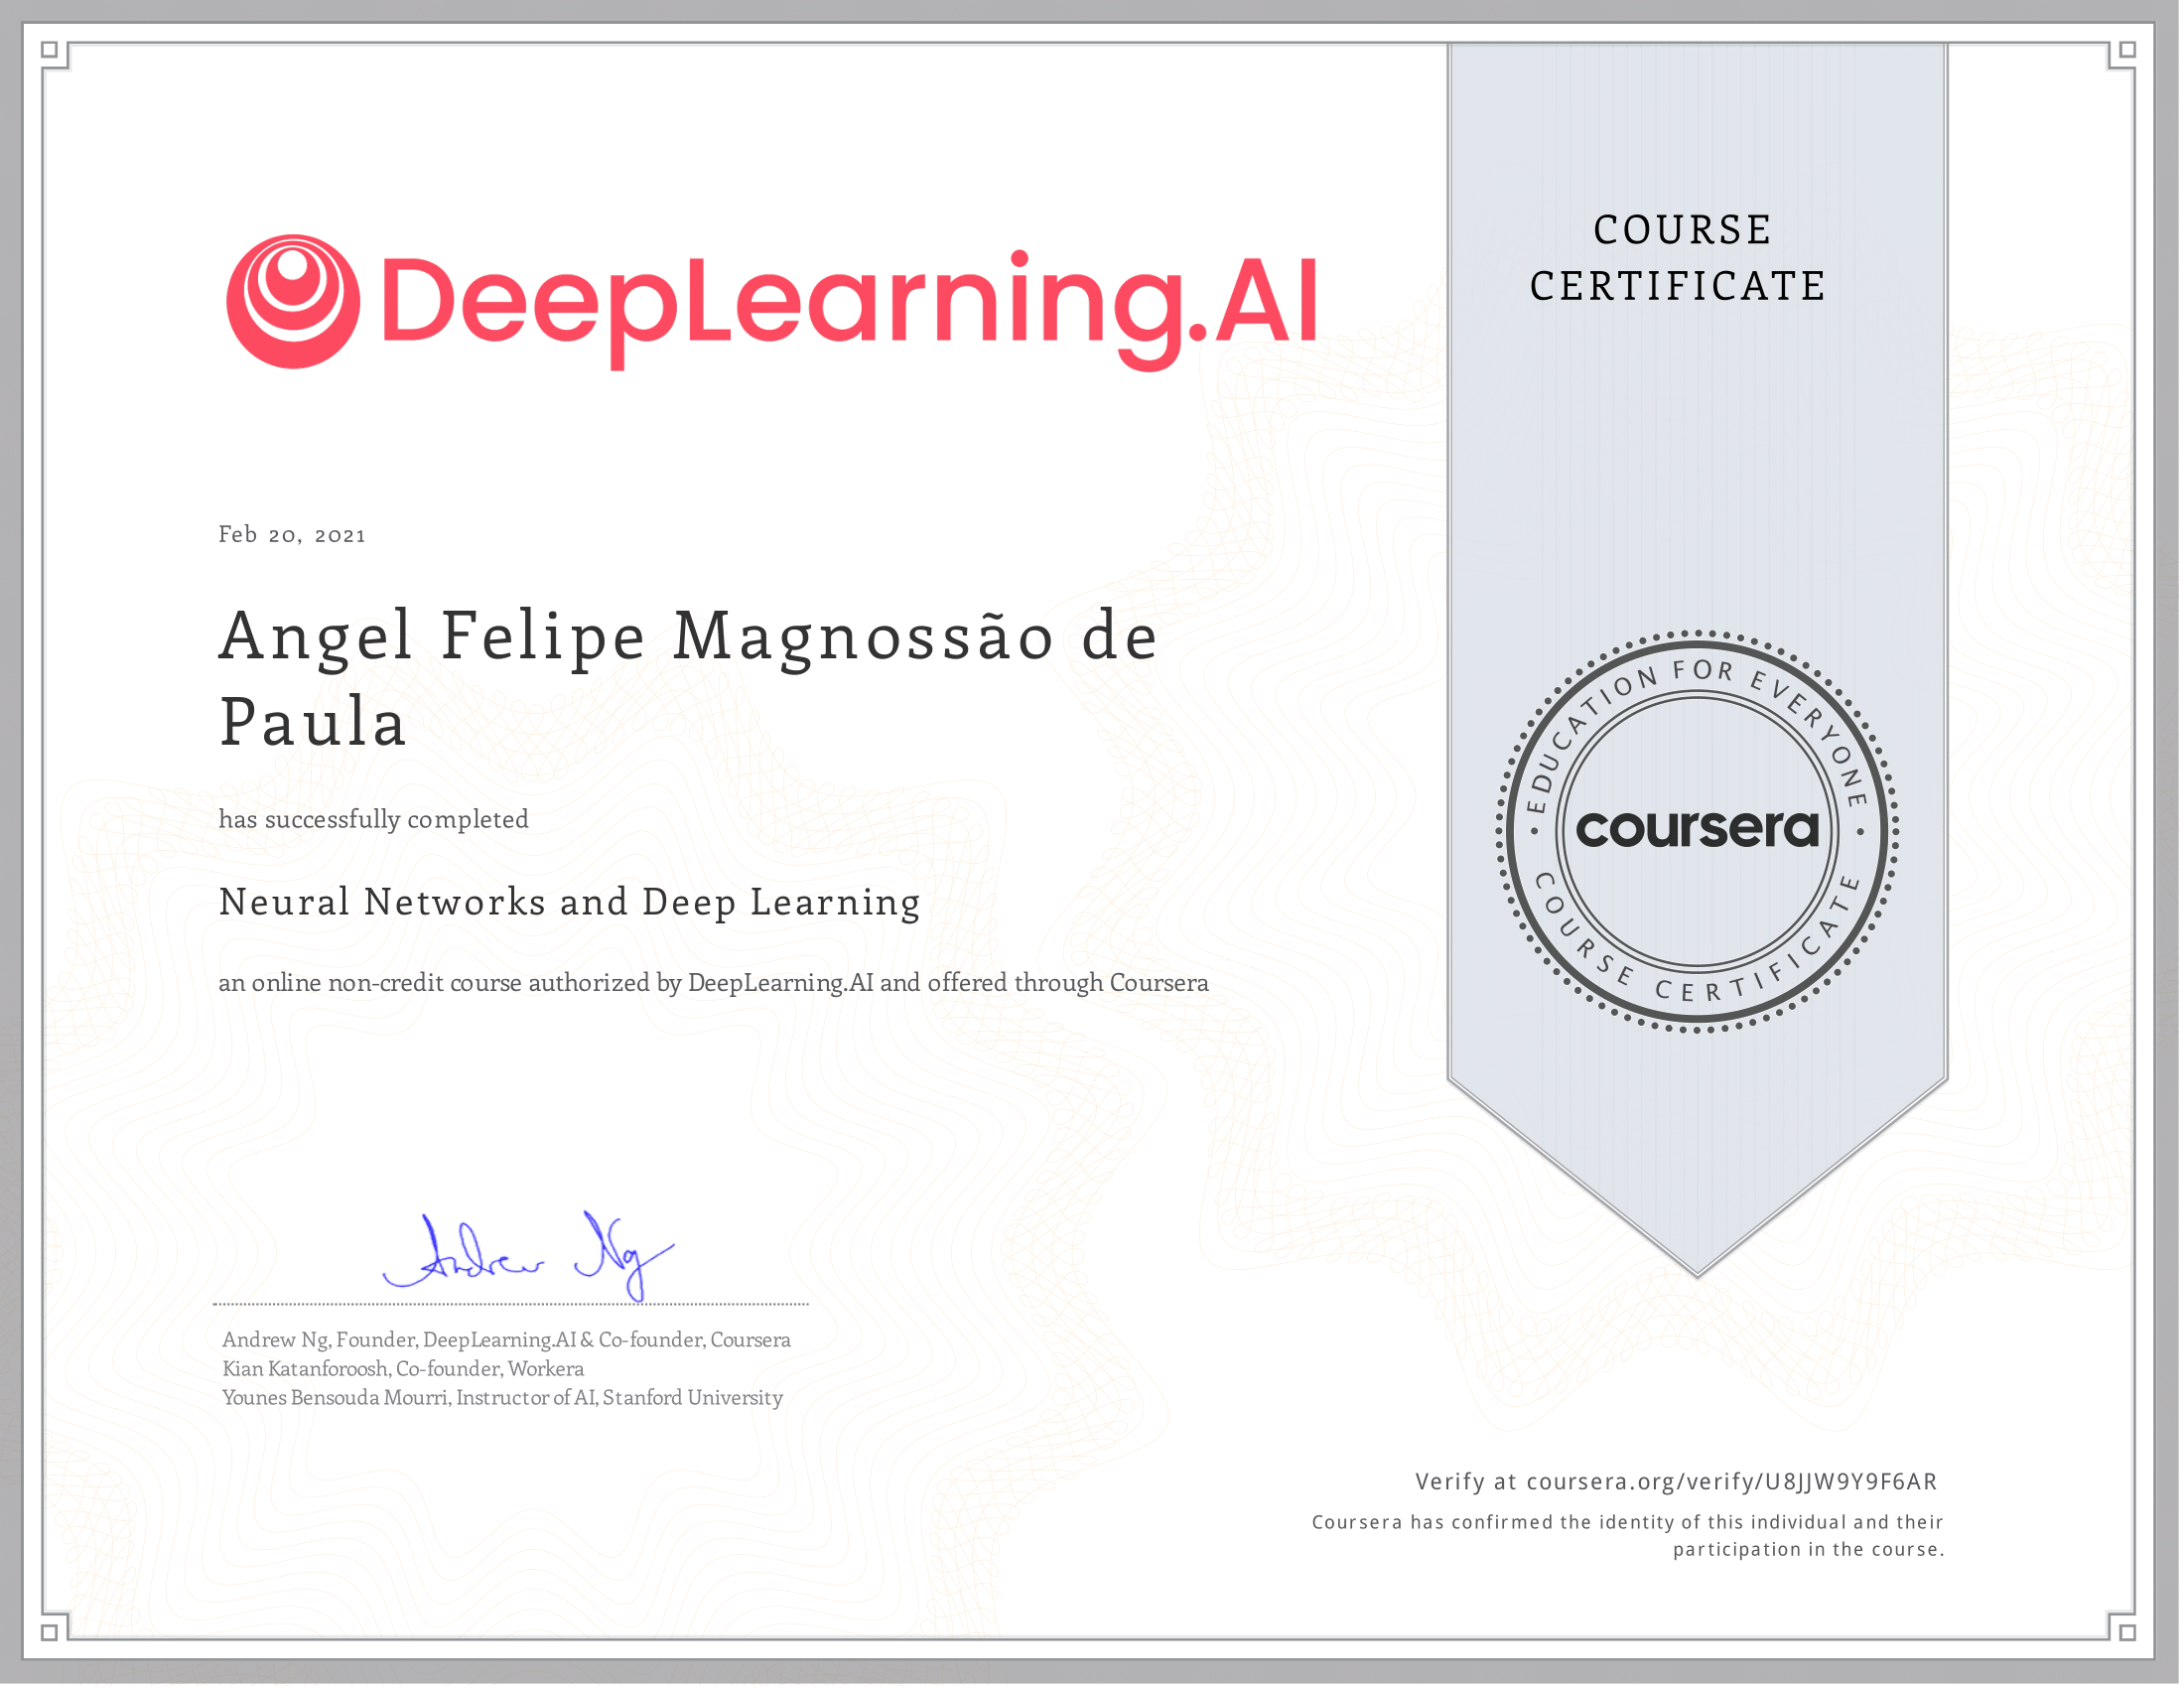 DeepLearning.AI
COURSE
CERTIFICATE
Feb 20, 2021
Angel Felipe Magnossão de
Paula
has successfully completed
Neural Networks and Deep Learning
an online non-credit course authorized by DeepLearning.AI and offered through Coursera
EDUCATION FOR EVERYONE
coursera
COURSE CERTIFICATE
Andrew Ng
Andrew Ng, Founder, DeepLearning.AI & Co-founder, Coursera
Kian Katanforoosh, Co-founder, Workera
Younes Bensouda Mourri, Instructor of AI, Stanford University
Verify at coursera.org/verify/U8JJW9Y9F6AR
Coursera has confirmed the identity of this individual and their
participation in the course.